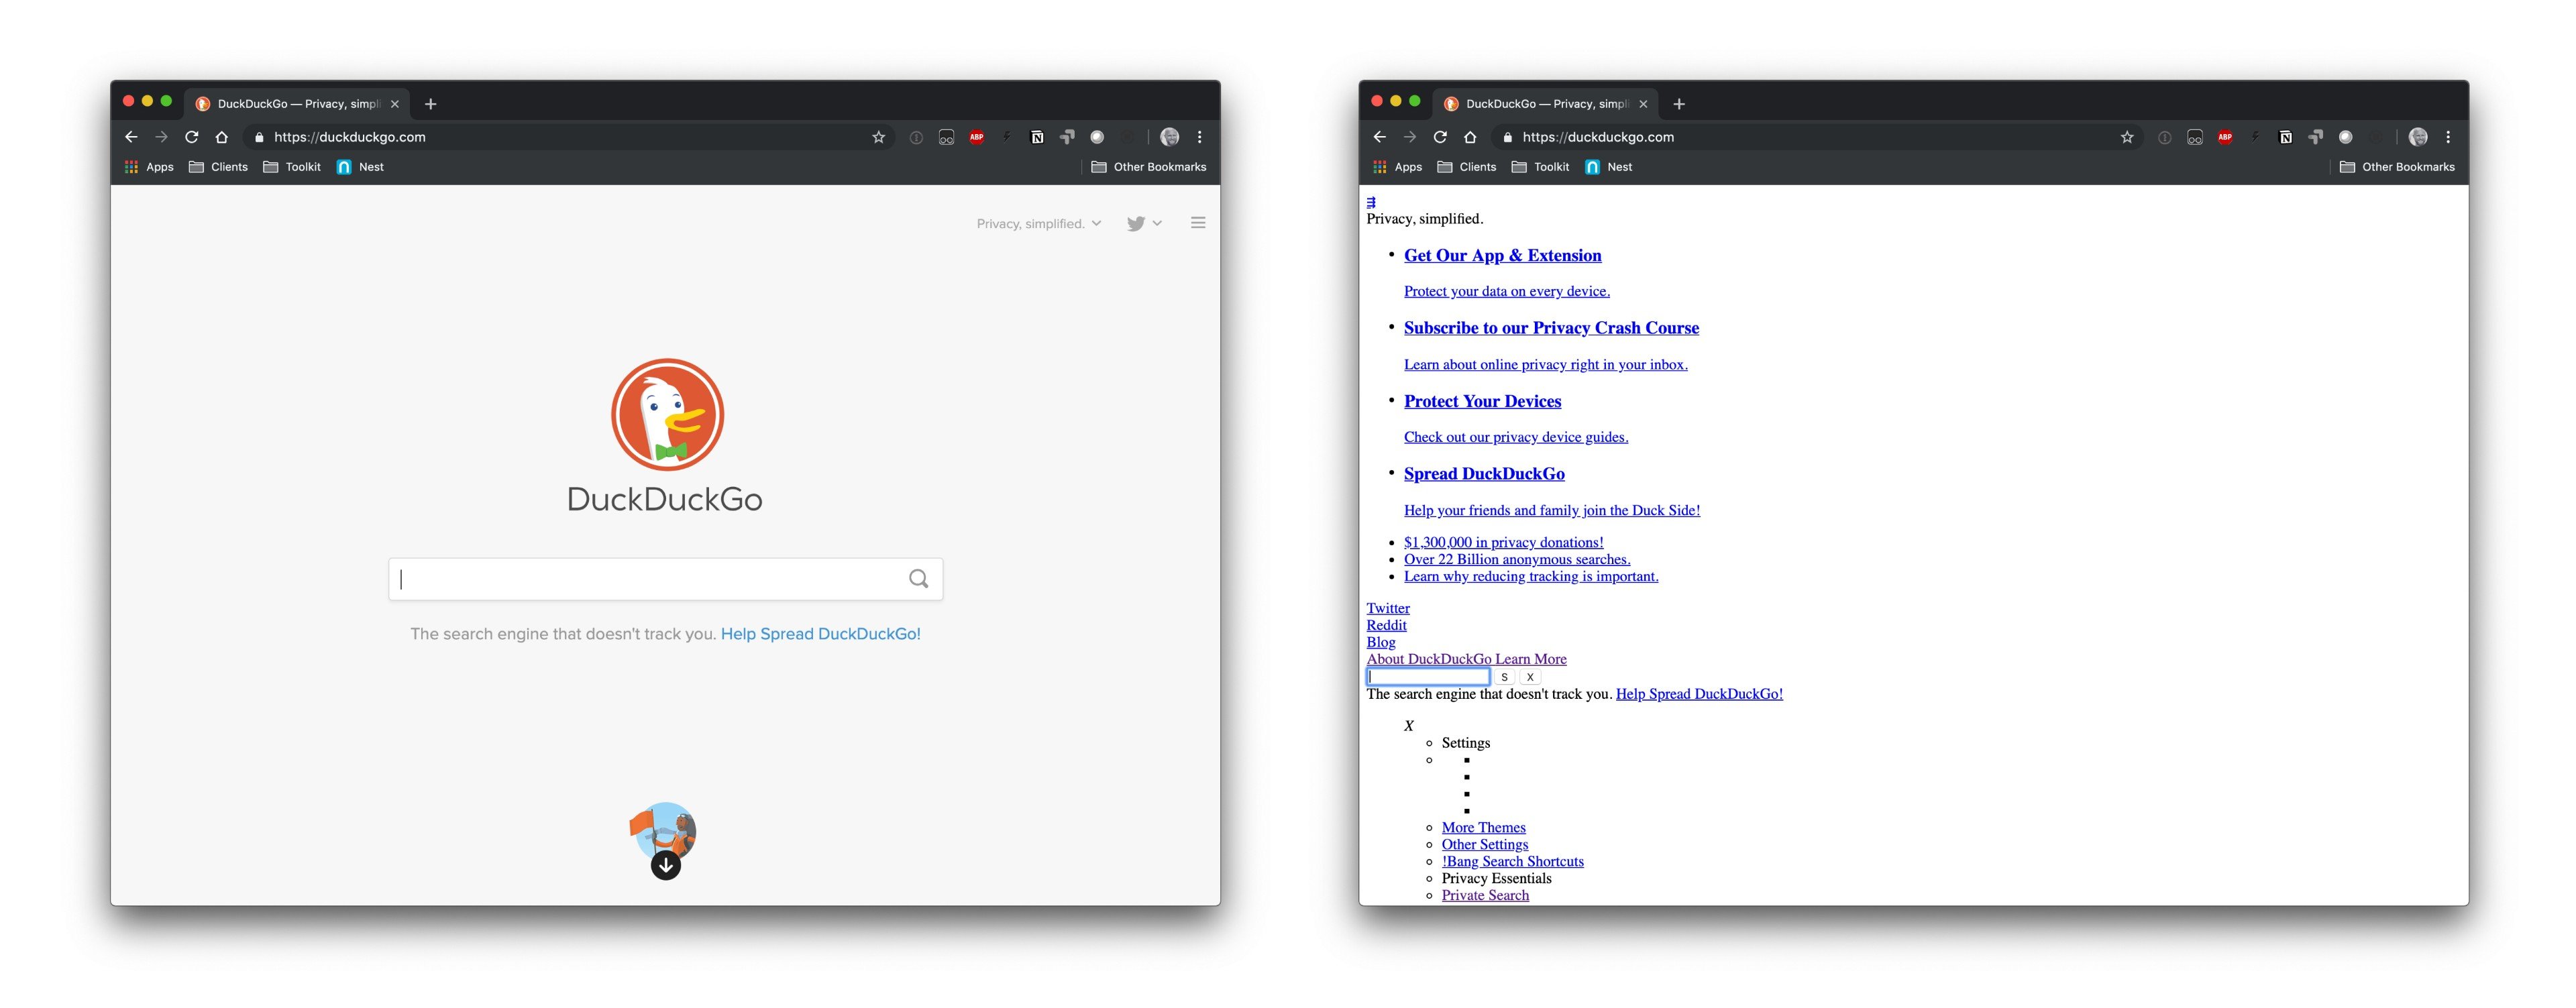 DuckDuckGo — Privacy, simpli
https://duckduckgo.com
ABP
Apps Clients Toolkit Nest Other Bookmarks
Privacy, simplified.
DuckDuckGo
The search engine that doesn't track you. Help Spread DuckDuckGo!
DuckDuckGo — Privacy, simpli
https://duckduckgo.com
ABP
Apps Clients Toolkit Nest Other Bookmarks
Privacy, simplified.
Get Our App & Extension
Protect your data on every device.
Subscribe to our Privacy Crash Course
Learn about online privacy right in your inbox.
Protect Your Devices
Check out our privacy device guides.
Spread DuckDuckGo
Help your friends and family join the Duck Side!
$1,300,000 in privacy donations!
Over 22 Billion anonymous searches.
Learn why reducing tracking is important.
Twitter
Reddit
Blog
About DuckDuckGo Learn More
S X
The search engine that doesn't track you. Help Spread DuckDuckGo!
X
Settings
More Themes
Other Settings
!Bang Search Shortcuts
Privacy Essentials
Private Search